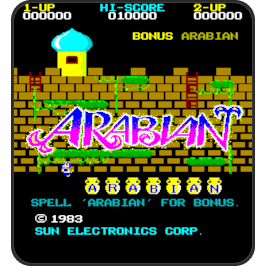 1-UP HI-SCORE 2-UP
000000 010000 000000
BONUS ARABIAN
ARABIAN
ARABIAN
SPELL 'ARABIAN' FOR BONUS.
© 1983
SUN ELECTRONICS CORP.